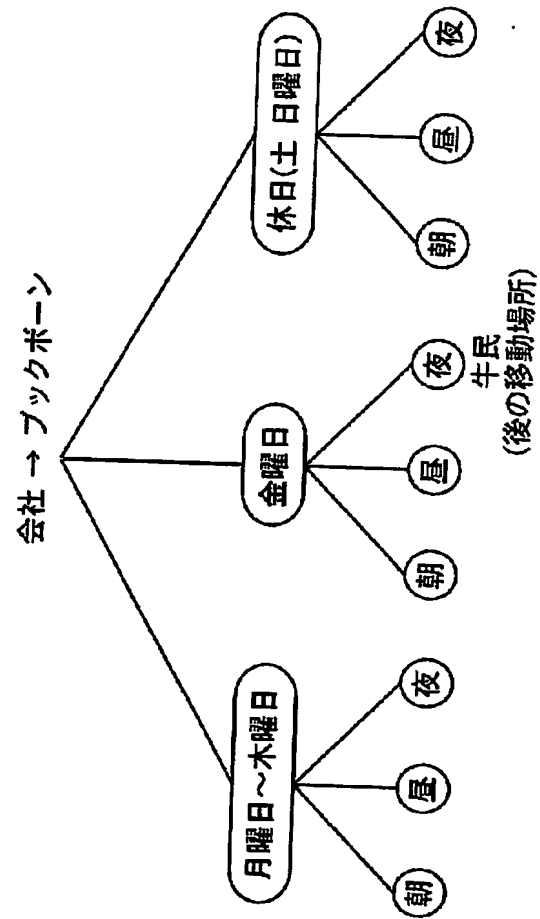 会社 → ブックボーン
月曜日～木曜日
金曜日
休日(土 日曜日)
朝
昼
夜
朝
昼
夜
朝
昼
夜
牛民
(後の移動場所)